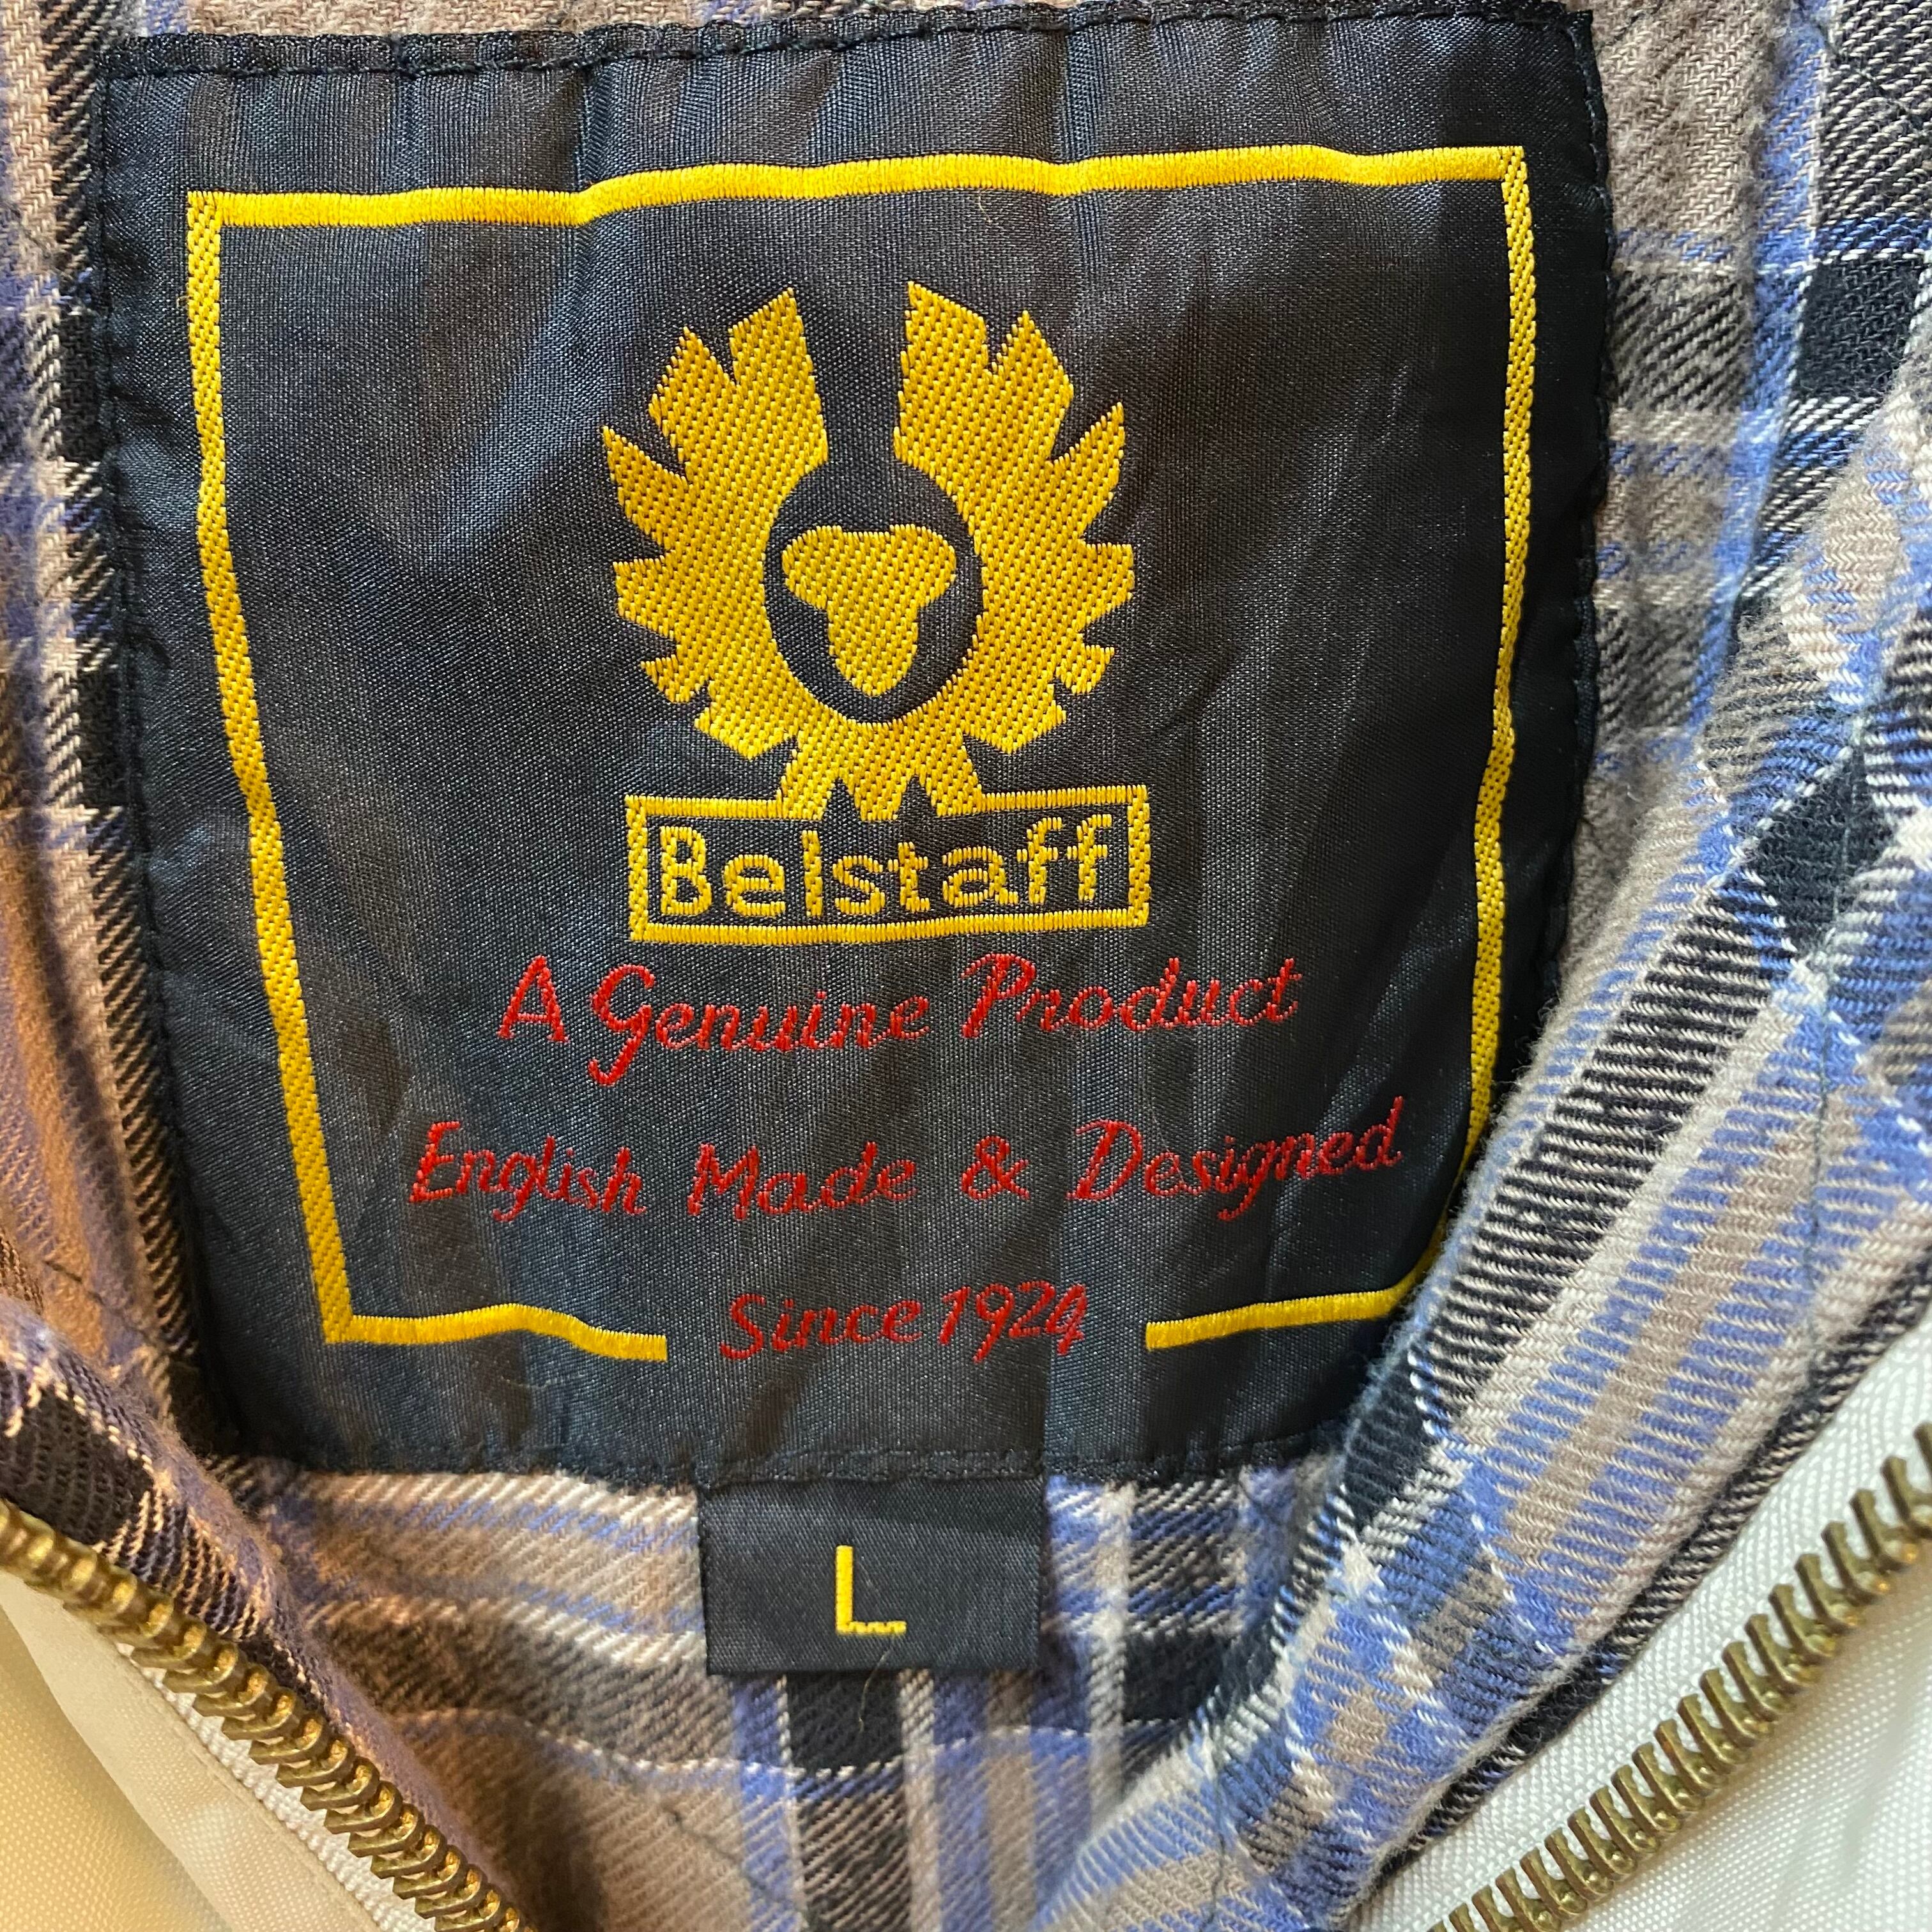 Belstaff
A Genuine Product
English Made & Designed
Since 1924
L